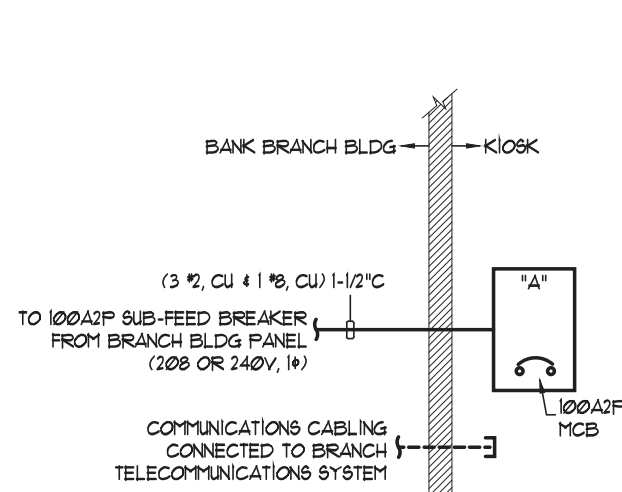 BANK BRANCH BLDG KIOSK
(3 #2, CU & 1 #8, CU) 1-1/2"C
"A"
TO 100A2P SUB-FEED BREAKER
FROM BRANCH BLDG PANEL
(208 OR 240V, 1ϕ)
100A2P
MCB
COMMUNICATIONS CABLING
CONNECTED TO BRANCH
TELECOMMUNICATIONS SYSTEM